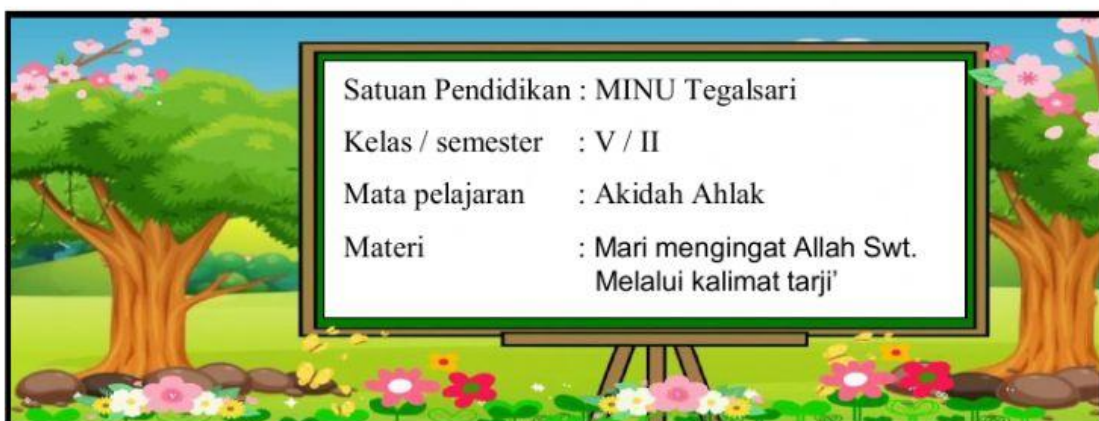 Satuan Pendidikan : MINU Tegalsari
Kelas / semester : V / II
Mata pelajaran : Akidah Ahlak
Materi : Mari mengingat Allah Swt.
Melalui kalimat tarji’